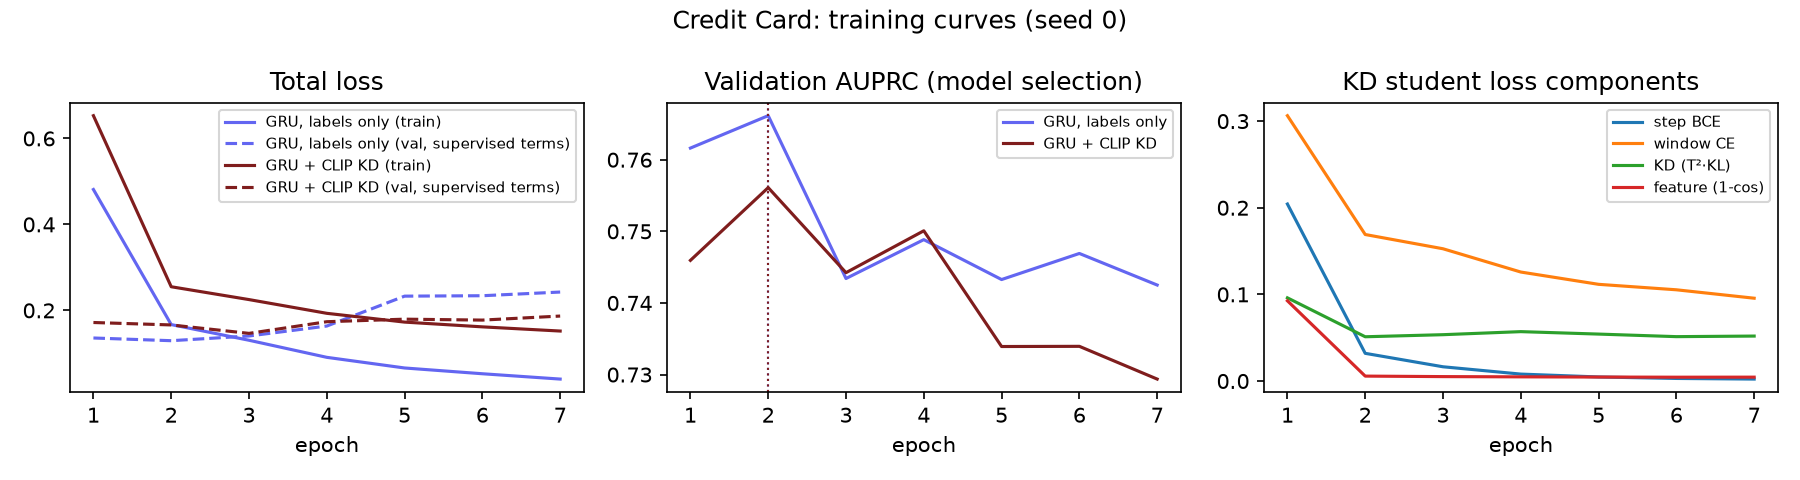 Credit Card: training curves (seed 0)
Total loss
GRU, labels only (train)
GRU, labels only (val, supervised terms)
GRU + CLIP KD (train)
GRU + CLIP KD (val, supervised terms)
0.6
0.4
0.2
1 2 3 4 5 6 7
epoch
Validation AUPRC (model selection)
GRU, labels only
GRU + CLIP KD
0.76
0.75
0.74
0.73
1 2 3 4 5 6 7
epoch
KD student loss components
step BCE
window CE
KD (T²·KL)
feature (1-cos)
0.3
0.2
0.1
0.0
1 2 3 4 5 6 7
epoch